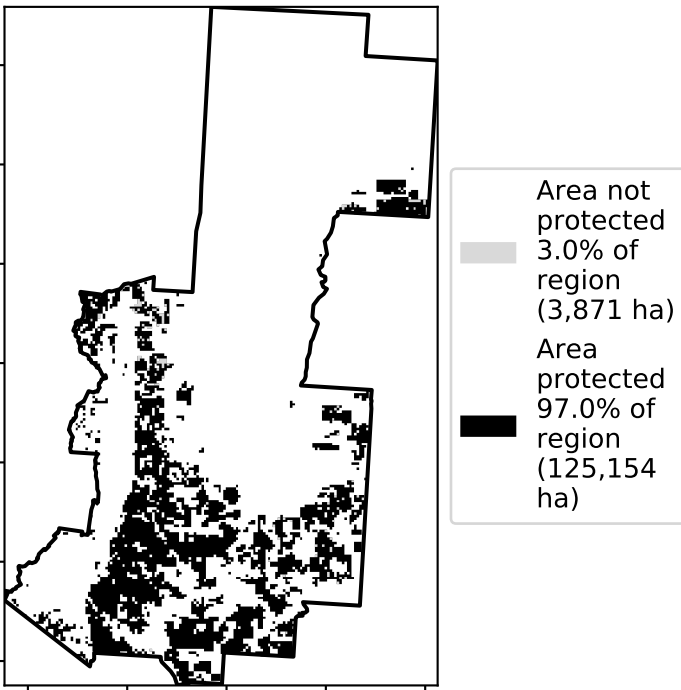 Area not
protected
3.0% of
region
(3,871 ha)
Area
protected
97.0% of
region
(125,154
ha)